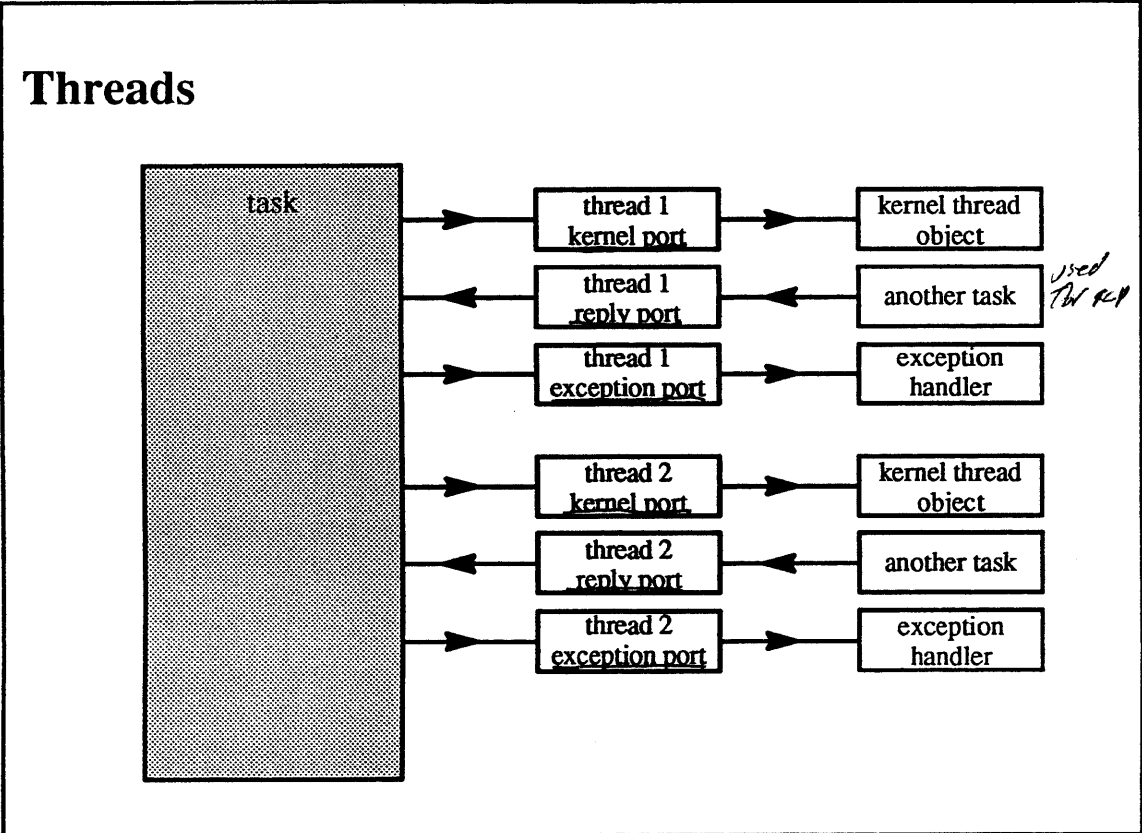 Threads
task
thread 1
kernel port
kernel thread
object
thread 1
reply port
another task
used
thread 1
exception port
exception
handler
thread 2
kernel port
kernel thread
object
thread 2
reply port
another task
thread 2
exception port
exception
handler